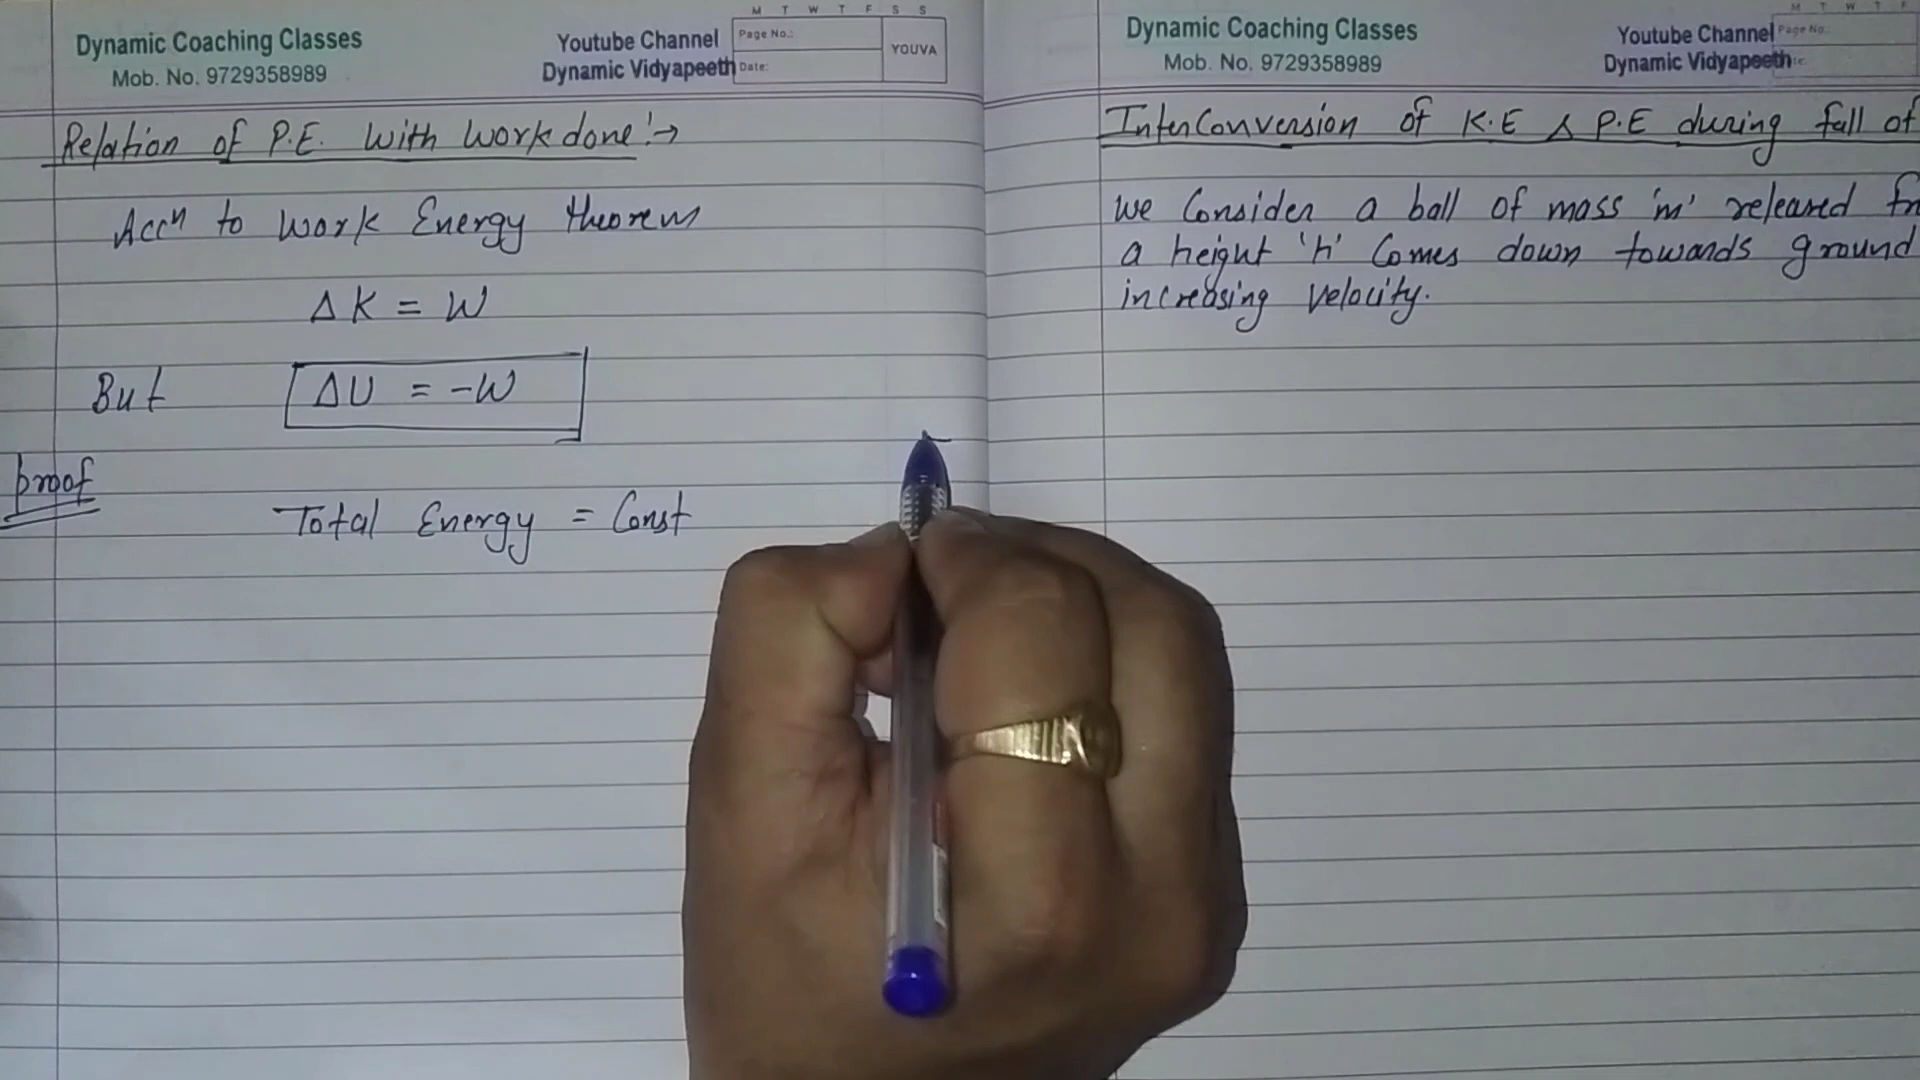 M T W T F S S
Dynamic Coaching Classes
Mob. No. 9729358989
Youtube Channel
Dynamic Vidyapeeth
Page No.:
Date:
YOUVA
Relation of P.E. with workdone:→
Accn to Work Energy theorem
ΔK = W
But ΔU = -W
proof
Total Energy = Const
M T W T F
Dynamic Coaching Classes
Mob. No. 9729358989
Youtube Channel
Dynamic Vidyapeeth
Page No.
InterConversion of K.E & P.E during fall of
we Consider a ball of mass 'm' released
a height 'h' Comes down towards ground
increasing velocity.